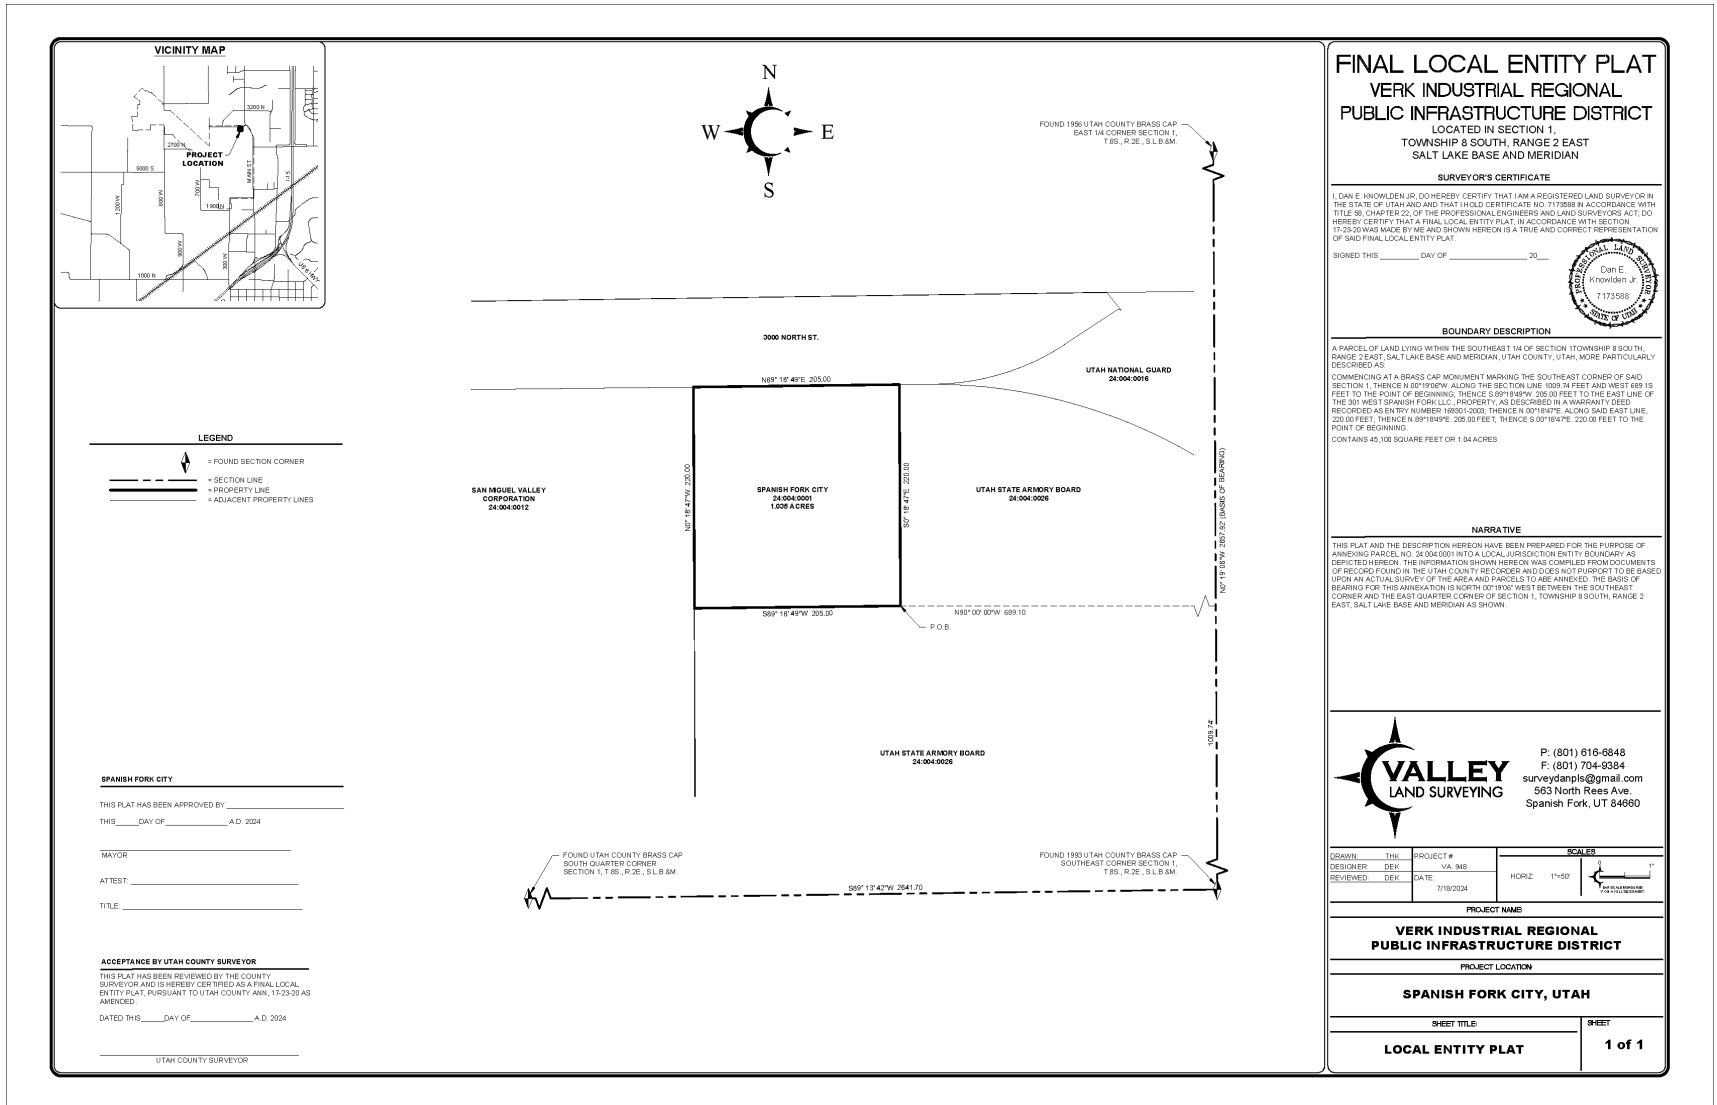 VICINITY MAP
3200 N
2700 N
PROJECT
LOCATION
5000 S
MAIN ST
I-15
1200 W
800 W
700 W
1900 N
900 W
300 W
US 6 HWY
1000 N
N
W
E
S
FOUND 1956 UTAH COUNTY BRASS CAP
EAST 1/4 CORNER SECTION 1,
T.8S., R.2E., S.L.B.&M.
3000 NORTH ST.
N89° 18' 49"E 205.00
UTAH NATIONAL GUARD
24:004:0016
LEGEND
= FOUND SECTION CORNER
= SECTION LINE
= PROPERTY LINE
= ADJACENT PROPERTY LINES
SAN MIGUEL VALLEY
CORPORATION
24:004:0012
N0° 18' 47"W 220.00
SPANISH FORK CITY
24:004:0001
1.035 ACRES
S0° 18' 47"E 220.00
UTAH STATE ARMORY BOARD
24:004:0026
N0° 19' 06"W 2657.92' (BASIS OF BEARING)
S89° 18' 49"W 205.00
N90° 00' 00"W 689.10
P.O.B.
1009.74'
UTAH STATE ARMORY BOARD
24:004:0026
FOUND UTAH COUNTY BRASS CAP
SOUTH QUARTER CORNER
SECTION 1, T.8S., R.2E., S.L.B.&M.
FOUND 1993 UTAH COUNTY BRASS CAP
SOUTHEAST CORNER SECTION 1,
T.8S., R.2E., S.L.B.&M.
S89° 13' 42"W 2641.70
SPANISH FORK CITY
THIS PLAT HAS BEEN APPROVED BY
THIS DAY OF A.D. 2024
MAYOR
ATTEST:
TITLE:
ACCEPTANCE BY UTAH COUNTY SURVEYOR
THIS PLAT HAS BEEN REVIEWED BY THE COUNTY
SURVEYOR AND IS HEREBY CERTIFIED AS A FINAL LOCAL
ENTITY PLAT, PURSUANT TO UTAH COUNTY ANN, 17-23-20 AS
AMENDED.
DATED THIS DAY OF A.D. 2024
UTAH COUNTY SURVEYOR
FINAL LOCAL ENTITY PLAT
VERK INDUSTRIAL REGIONAL
PUBLIC INFRASTRUCTURE DISTRICT
LOCATED IN SECTION 1,
TOWNSHIP 8 SOUTH, RANGE 2 EAST
SALT LAKE BASE AND MERIDIAN
SURVEYOR'S CERTIFICATE
I, DAN E. KNOWLDEN JR, DO HEREBY CERTIFY THAT I AM A REGISTERED LAND SURVEYOR IN
THE STATE OF UTAH AND AND THAT I HOLD CERTIFICATE NO. 7173588 IN ACCORDANCE WITH
TITLE 58, CHAPTER 22, OF THE PROFESSIONAL ENGINEERS AND LAND SURVEYORS ACT; DO
HEREBY CERTIFY THAT A FINAL LOCAL ENTITY PLAT, IN ACCORDANCE WITH SECTION
17-23-20 WAS MADE BY ME AND SHOWN HEREON IS A TRUE AND CORRECT REPRESENTATION
OF SAID FINAL LOCAL ENTITY PLAT.
SIGNED THIS DAY OF 20
PROFESSIONAL LAND SURVEYOR
Dan E.
Knowlden Jr.
7173588
STATE OF UTAH
BOUNDARY DESCRIPTION
A PARCEL OF LAND LYING WITHIN THE SOUTHEAST 1/4 OF SECTION 1TOWNSHIP 8 SOUTH,
RANGE 2 EAST, SALT LAKE BASE AND MERIDIAN, UTAH COUNTY, UTAH, MORE PARTICULARLY
DESCRIBED AS:
COMMENCING AT A BRASS CAP MONUMENT MARKING THE SOUTHEAST CORNER OF SAID
SECTION 1, THENCE N.00°19'06"W. ALONG THE SECTION LINE 1009.74 FEET AND WEST 689.1S
FEET TO THE POINT OF BEGINNING; THENCE S.89°18'49"W. 205.00 FEET TO THE EAST LINE OF
THE 301 WEST SPANISH FORK LLC., PROPERTY, AS DESCRIBED IN A WARRANTY DEED
RECORDED AS ENTRY NUMBER 169301-2003; THENCE N.00°18'47"E. ALONG SAID EAST LINE,
220.00 FEET; THENCE N.89°18'49"E. 205.00 FEET; THENCE S.00°18'47"E. 220.00 FEET TO THE
POINT OF BEGINNING.
CONTAINS 45,100 SQUARE FEET OR 1.04 ACRES.
NARRATIVE
THIS PLAT AND THE DESCRIPTION HEREON HAVE BEEN PREPARED FOR THE PURPOSE OF
ANNEXING PARCEL NO. 24:004:0001 INTO A LOCAL JURISDICTION ENTITY BOUNDARY AS
DEPICTED HEREON. THE INFORMATION SHOWN HEREON WAS COMPILED FROM DOCUMENTS
OF RECORD FOUND IN THE UTAH COUNTY RECORDER AND DOES NOT PURPORT TO BE BASED
UPON AN ACTUAL SURVEY OF THE AREA AND PARCELS TO ABE ANNEXED. THE BASIS OF
BEARING FOR THIS ANNEXATION IS NORTH 00°19'06" WEST BETWEEN THE SOUTHEAST
CORNER AND THE EAST QUARTER CORNER OF SECTION 1, TOWNSHIP 8 SOUTH, RANGE 2
EAST, SALT LAKE BASE AND MERIDIAN AS SHOWN.
VALLEY
LAND SURVEYING
P: (801) 616-6848
F: (801) 704-9384
surveydanpls@gmail.com
563 North Rees Ave.
Spanish Fork, UT 84660
DRAWN: THK
DESIGNER: DEK
REVIEWED: DEK
PROJECT #
VA. 948
DATE:
7/18/2024
SCALES
HORIZ: 1"=50'
0 1"
PROJECT NAME:
VERK INDUSTRIAL REGIONAL
PUBLIC INFRASTRUCTURE DISTRICT
PROJECT LOCATION:
SPANISH FORK CITY, UTAH
SHEET TITLE:
LOCAL ENTITY PLAT
SHEET
1 of 1